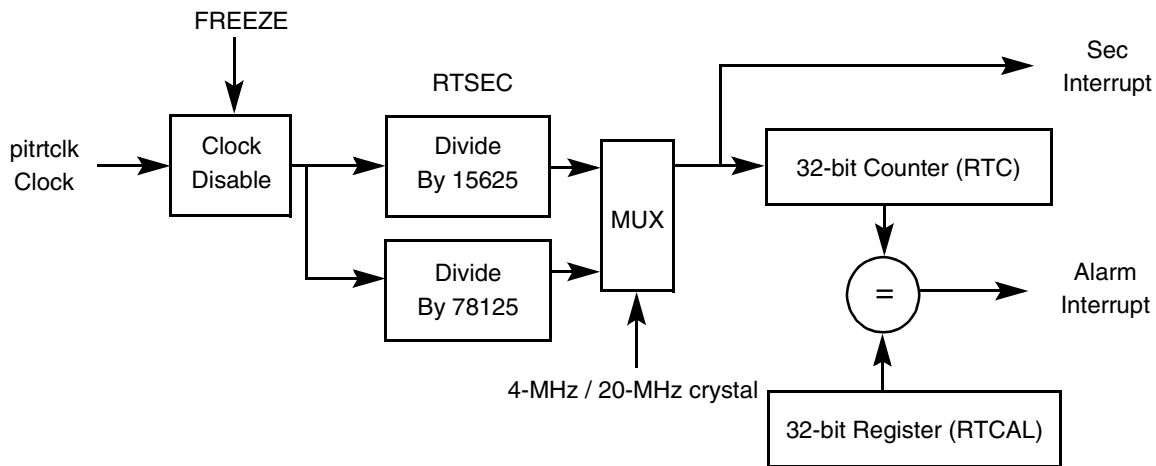 FREEZE
Sec
Interrupt
RTSEC
pitrtclk
Clock
Clock
Disable
Divide
By 15625
MUX
32-bit Counter (RTC)
Divide
By 78125
=
Alarm
Interrupt
4-MHz / 20-MHz crystal
32-bit Register (RTCAL)